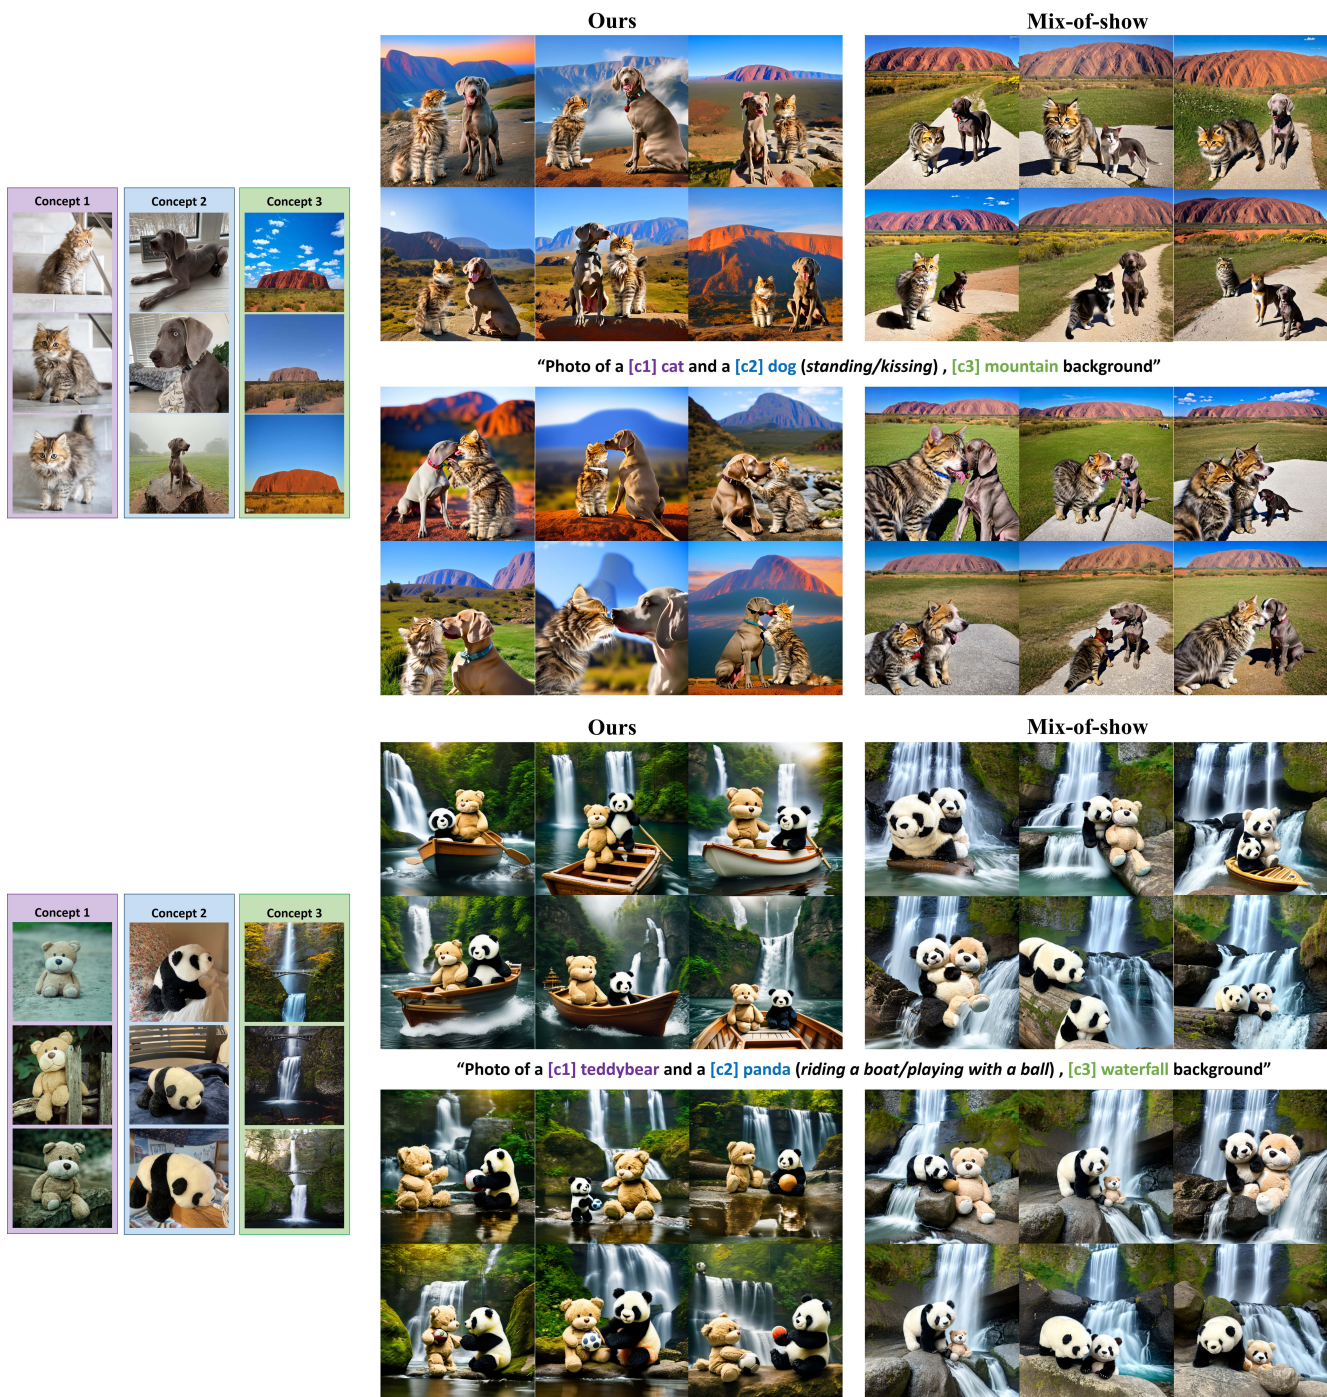 Ours
Mix-of-show
Concept 1
Concept 2
Concept 3
“Photo of a [c1] cat and a [c2] dog (standing/kissing) , [c3] mountain background”
Ours
Mix-of-show
Concept 1
Concept 2
Concept 3
“Photo of a [c1] teddybear and a [c2] panda (riding a boat/playing with a ball) , [c3] waterfall background”